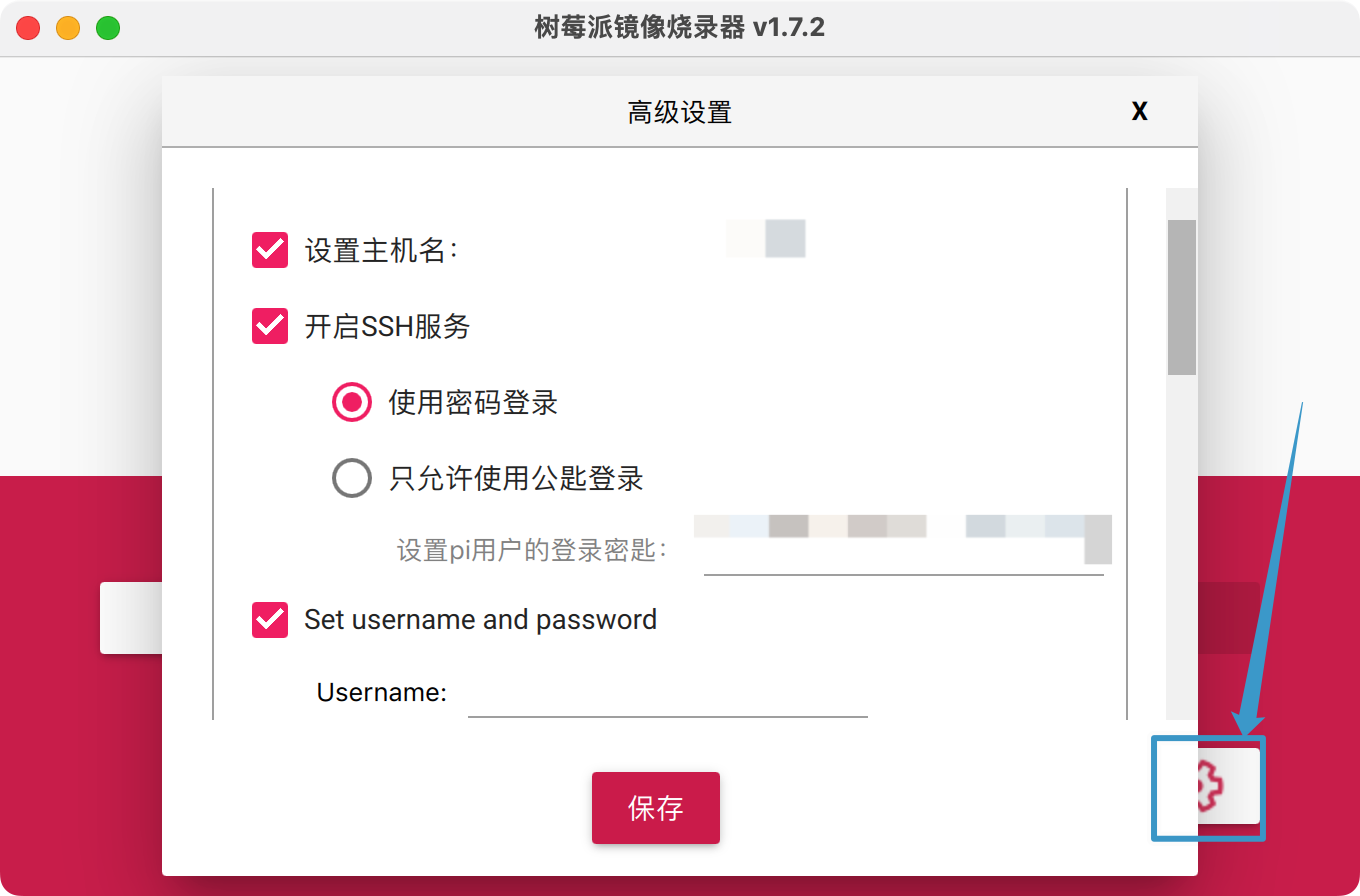 树莓派镜像烧录器 v1.7.2
高级设置
X
设置主机名：
开启SSH服务
使用密码登录
只允许使用公匙登录
设置pi用户的登录密匙：
Set username and password
Username:
保存